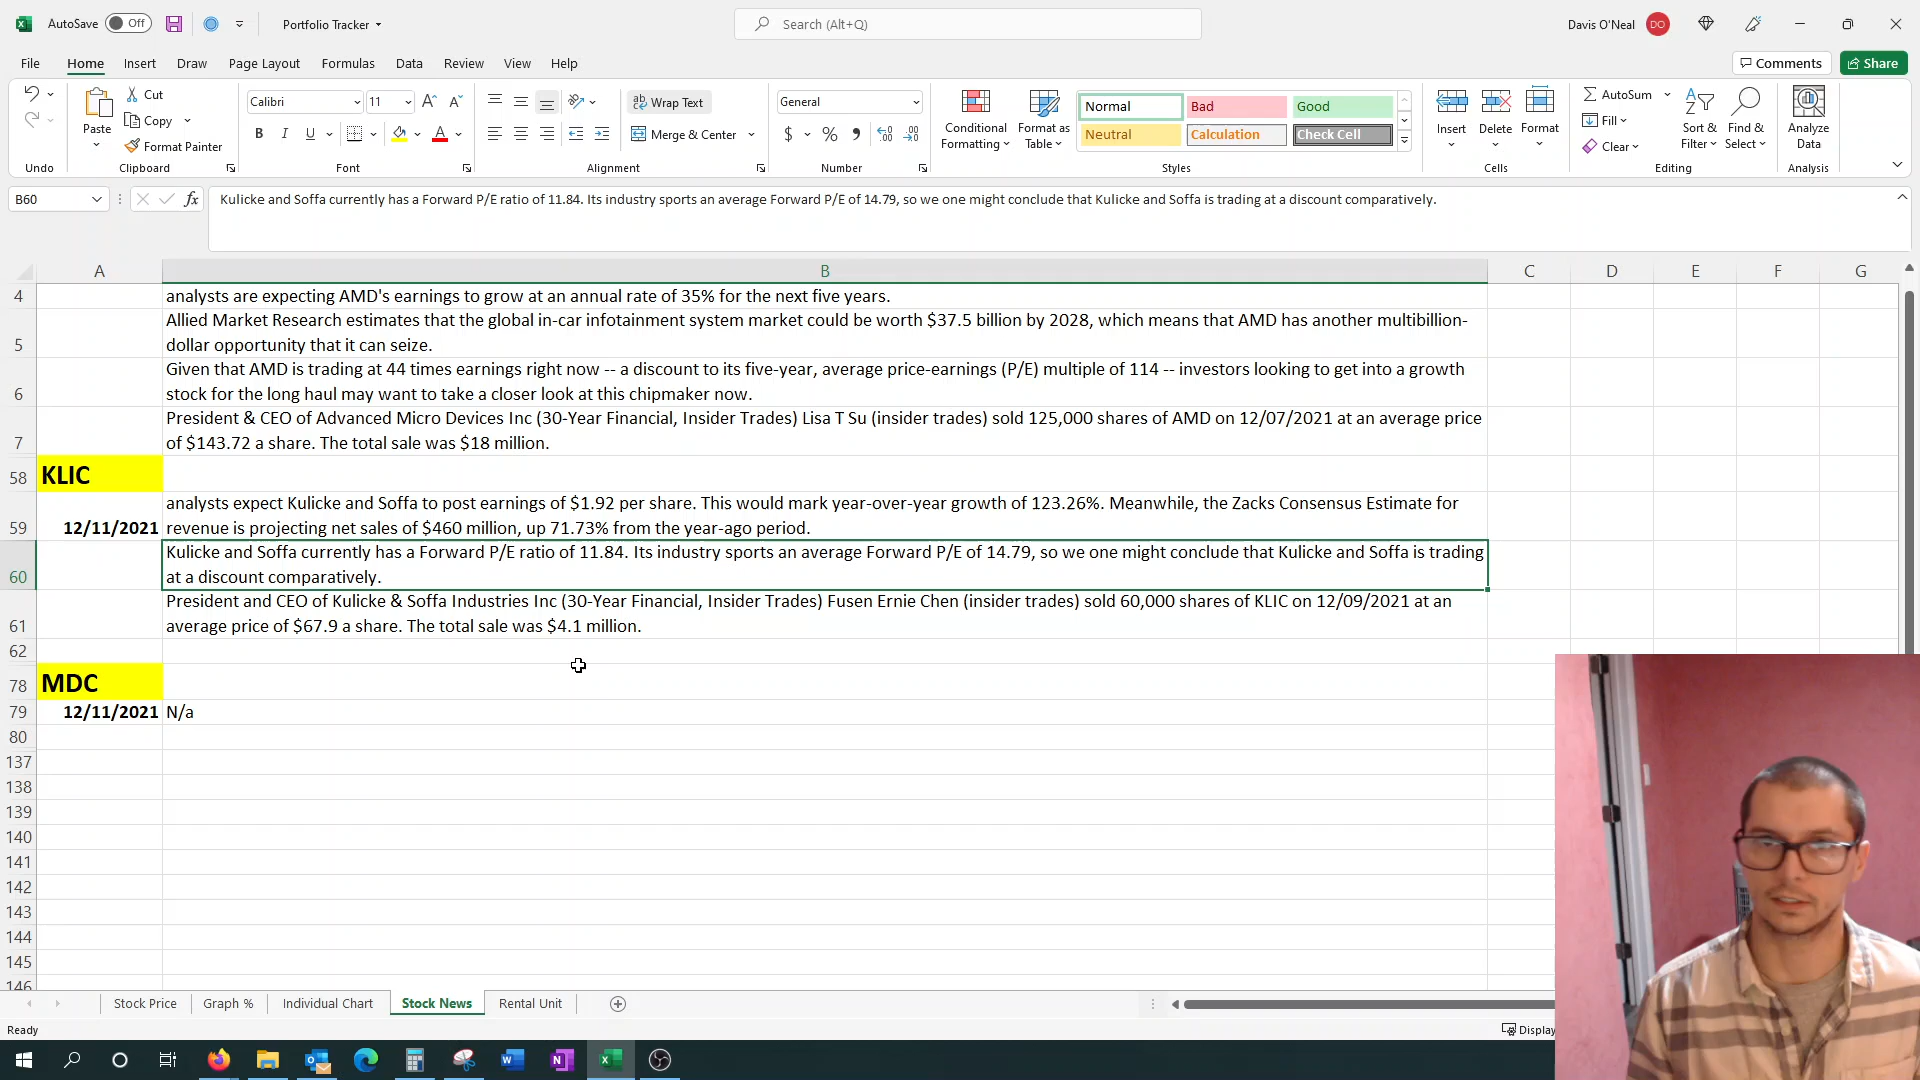 AutoSave Off Portfolio Tracker Search (Alt+Q) Davis O'Neal DO
File Home Insert Draw Page Layout Formulas Data Review View Help Comments Share
Paste Cut Copy Format Painter
Calibri 11 B I U A A A
ab Wrap Text Merge & Center
General $ % 9 .00
Conditional Formatting Format as Table
Normal Bad Good
Neutral Calculation Check Cell
Insert Delete Format
AutoSum Fill Clear
Sort & Filter Find & Select
Analyze Data
Undo Clipboard Font Alignment Number Styles Cells Editing Analysis
B60 fx Kulicke and Soffa currently has a Forward P/E ratio of 11.84. Its industry sports an average Forward P/E of 14.79, so we one might conclude that Kulicke and Soffa is trading at a discount comparatively.
A B C D E F G
4 analysts are expecting AMD's earnings to grow at an annual rate of 35% for the next five years.
Allied Market Research estimates that the global in-car infotainment system market could be worth $37.5 billion by 2028, which means that AMD has another multibillion-
5 dollar opportunity that it can seize.
Given that AMD is trading at 44 times earnings right now -- a discount to its five-year, average price-earnings (P/E) multiple of 114 -- investors looking to get into a growth
6 stock for the long haul may want to take a closer look at this chipmaker now.
President & CEO of Advanced Micro Devices Inc (30-Year Financial, Insider Trades) Lisa T Su (insider trades) sold 125,000 shares of AMD on 12/07/2021 at an average price
7 of $143.72 a share. The total sale was $18 million.
58 KLIC
analysts expect Kulicke and Soffa to post earnings of $1.92 per share. This would mark year-over-year growth of 123.26%. Meanwhile, the Zacks Consensus Estimate for
59 12/11/2021 revenue is projecting net sales of $460 million, up 71.73% from the year-ago period.
Kulicke and Soffa currently has a Forward P/E ratio of 11.84. Its industry sports an average Forward P/E of 14.79, so we one might conclude that Kulicke and Soffa is trading
60 at a discount comparatively.
President and CEO of Kulicke & Soffa Industries Inc (30-Year Financial, Insider Trades) Fusen Ernie Chen (insider trades) sold 60,000 shares of KLIC on 12/09/2021 at an
61 average price of $67.9 a share. The total sale was $4.1 million.
62
78 MDC
79 12/11/2021 N/a
80
137
138
139
140
141
142
143
144
145
146
Stock Price Graph % Individual Chart Stock News Rental Unit
Ready Display